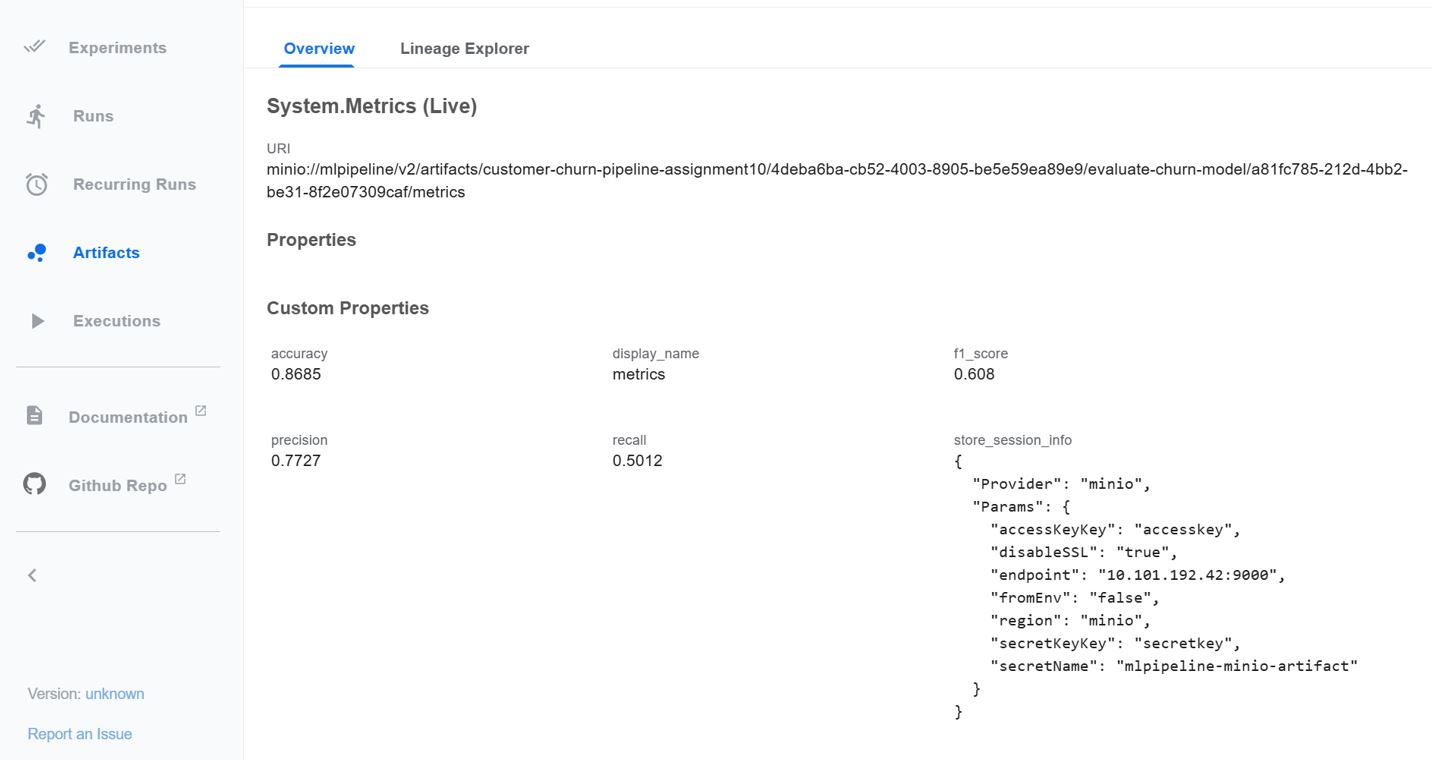 Experiments
Runs
Recurring Runs
Artifacts
Executions
Documentation
Github Repo
Version: unknown
Report an Issue
Overview
Lineage Explorer
System.Metrics (Live)
URI
minio://mlpipeline/v2/artifacts/customer-churn-pipeline-assignment10/4deba6ba-cb52-4003-8905-be5e59ea89e9/evaluate-churn-model/a81fc785-212d-4bb2-
be31-8f2e07309caf/metrics
Properties
Custom Properties
accuracy
0.8685
display_name
metrics
f1_score
0.608
precision
0.7727
recall
0.5012
store_session_info
{
  "Provider": "minio",
  "Params": {
    "accessKeyKey": "accesskey",
    "disableSSL": "true",
    "endpoint": "10.101.192.42:9000",
    "fromEnv": "false",
    "region": "minio",
    "secretKeyKey": "secretkey",
    "secretName": "mlpipeline-minio-artifact"
  }
}